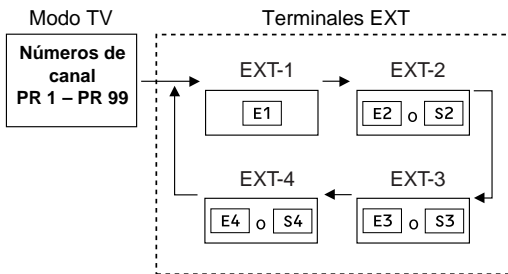 Modo TV
Terminales EXT
Números de
canal
PR 1 – PR 99
EXT-1
E1
EXT-2
E2 o S2
EXT-4
E4 o S4
EXT-3
E3 o S3